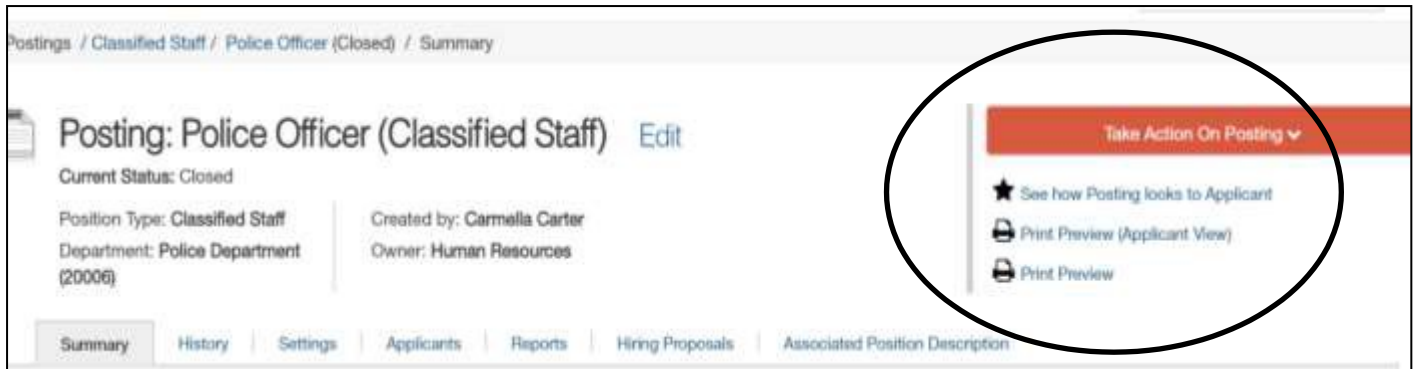 Postings / Classified Staff / Police Officer (Closed) / Summary
Posting: Police Officer (Classified Staff) Edit
Current Status: Closed
Position Type: Classified Staff
Department: Police Department
(20006)
Created by: Carmella Carter
Owner: Human Resources
Take Action On Posting
See how Posting looks to Applicant
Print Preview (Applicant View)
Print Preview
Summary History Settings Applicants Reports Hiring Proposals Associated Position Description